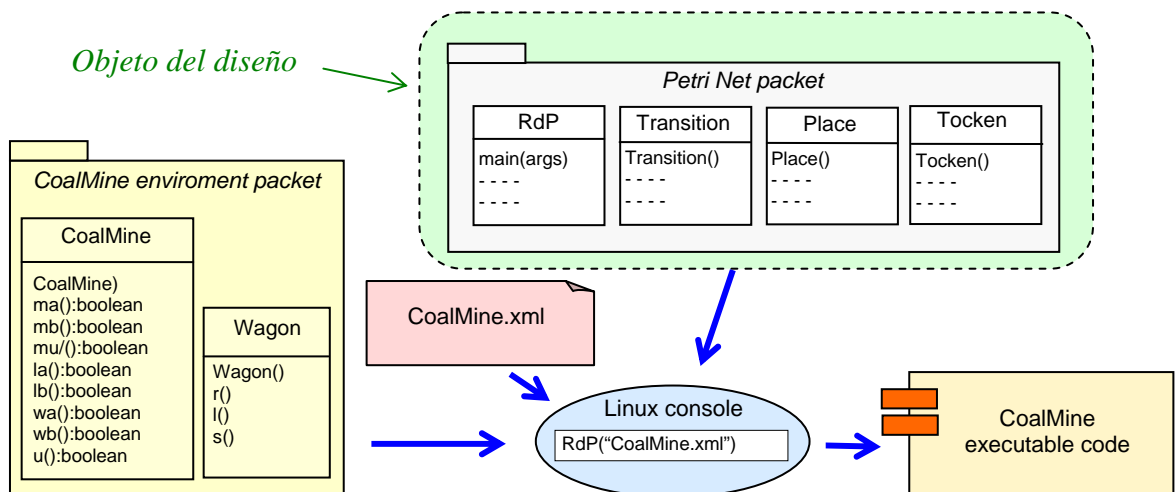 Objeto del diseño
Petri Net packet
RdP
main(args)
- - - -
- - - -
Transition
Transition()
- - - -
- - - -
Place
Place()
- - - -
- - - -
Tocken
Tocken()
- - - -
- - - -
CoalMine enviroment packet
CoalMine
CoalMine)
ma():boolean
mb():boolean
mu/():boolean
la():boolean
lb():boolean
wa():boolean
wb():boolean
u():boolean
Wagon
Wagon()
r()
l()
s()
CoalMine.xml
Linux console
RdP(“CoalMine.xml”)
CoalMine
executable code